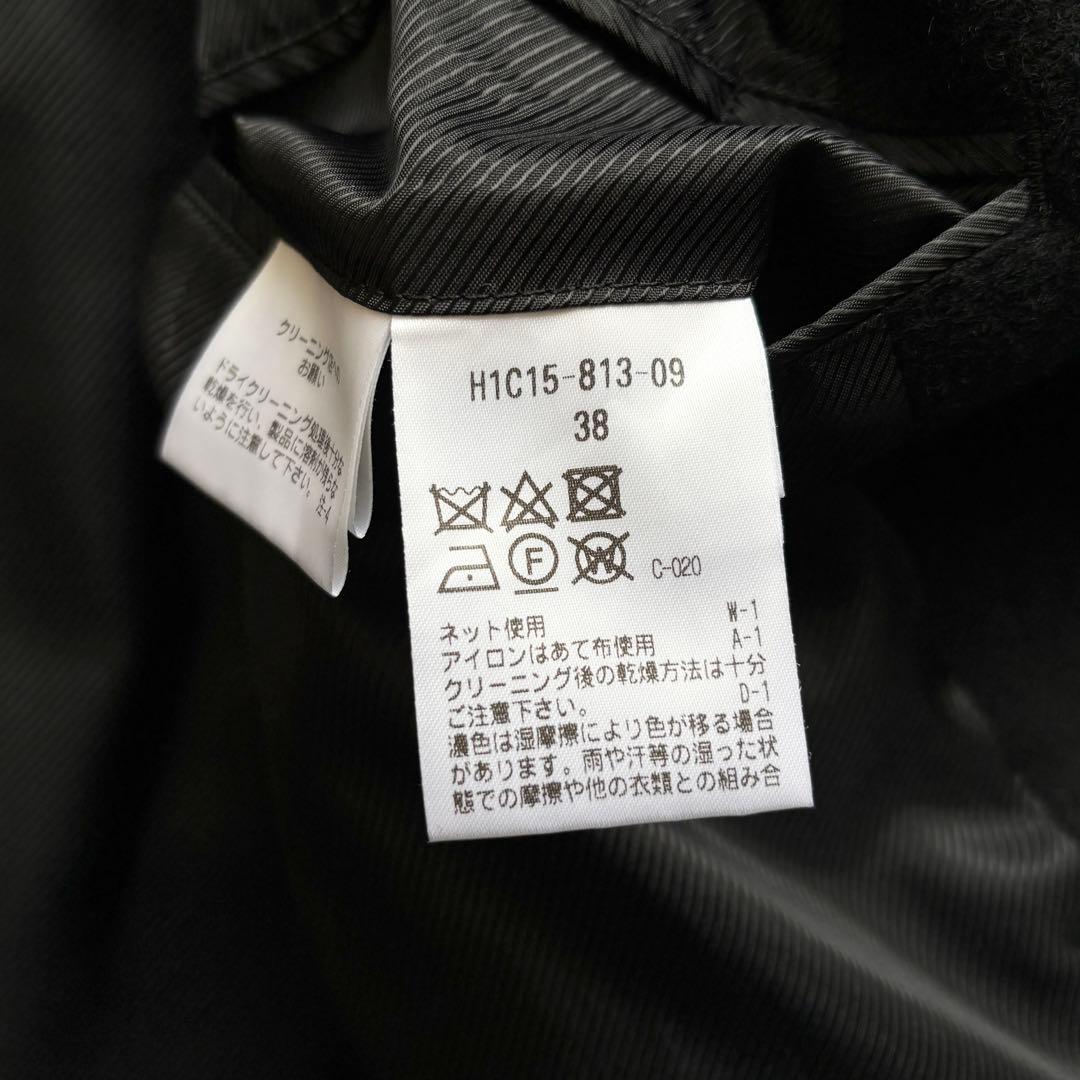 クリーニング店への
お願い
ドライクリーニング処理後十分な
乾燥を行い、製品に溶剤が残らな
いように注意して下さい。 注-4
H1C15-813-09
38
F
W
C-020
ネット使用 W-1
アイロンはあて布使用 A-1
クリーニング後の乾燥方法は十分
ご注意下さい。 D-1
濃色は湿摩擦により色が移る場合
があります。雨や汗等の湿った状
態での摩擦や他の衣類との組み合